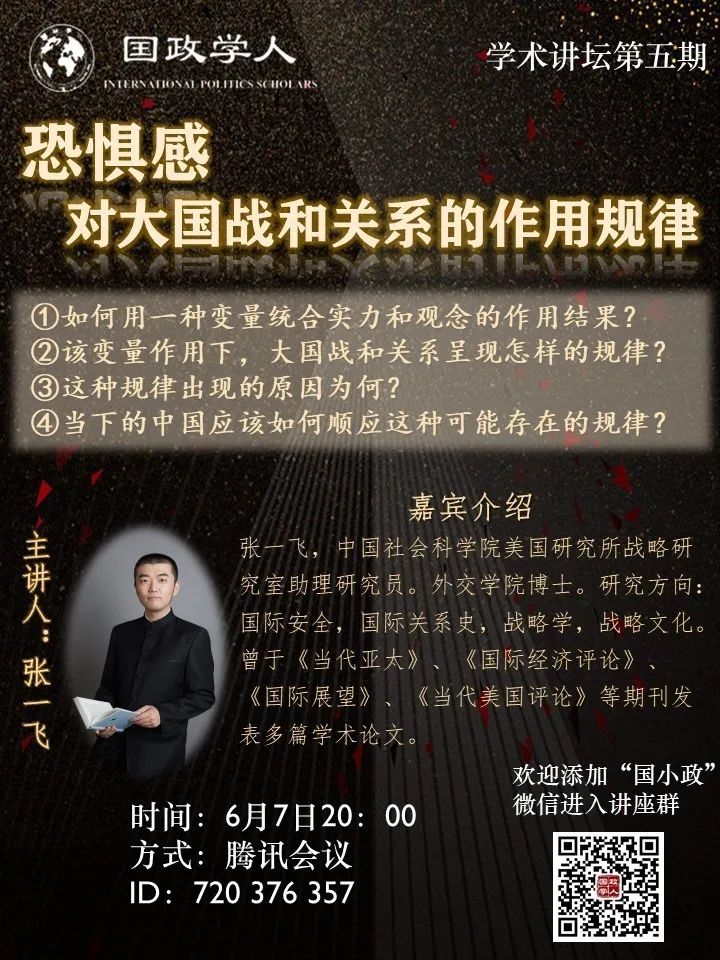 国政学人
INTERNATIONAL POLITICS SCHOLARS
学术讲坛第五期
恐惧感
对大国战和关系的作用规律
①如何用一种变量统合实力和观念的作用结果？
②该变量作用下，大国战和关系呈现怎样的规律？
③这种规律出现的原因为何？
④当下的中国应该如何顺应这种可能存在的规律？
主讲人：张一飞
嘉宾介绍
张一飞，中国社会科学院美国研究所战略研
究室助理研究员。外交学院博士。研究方向：
国际安全，国际关系史，战略学，战略文化。
曾于《当代亚太》、《国际经济评论》、
《国际展望》、《当代美国评论》等期刊发
表多篇学术论文。
欢迎添加“国小政”
微信进入讲座群
时间：6月7日20：00
方式：腾讯会议
ID：720 376 357
国政
学人